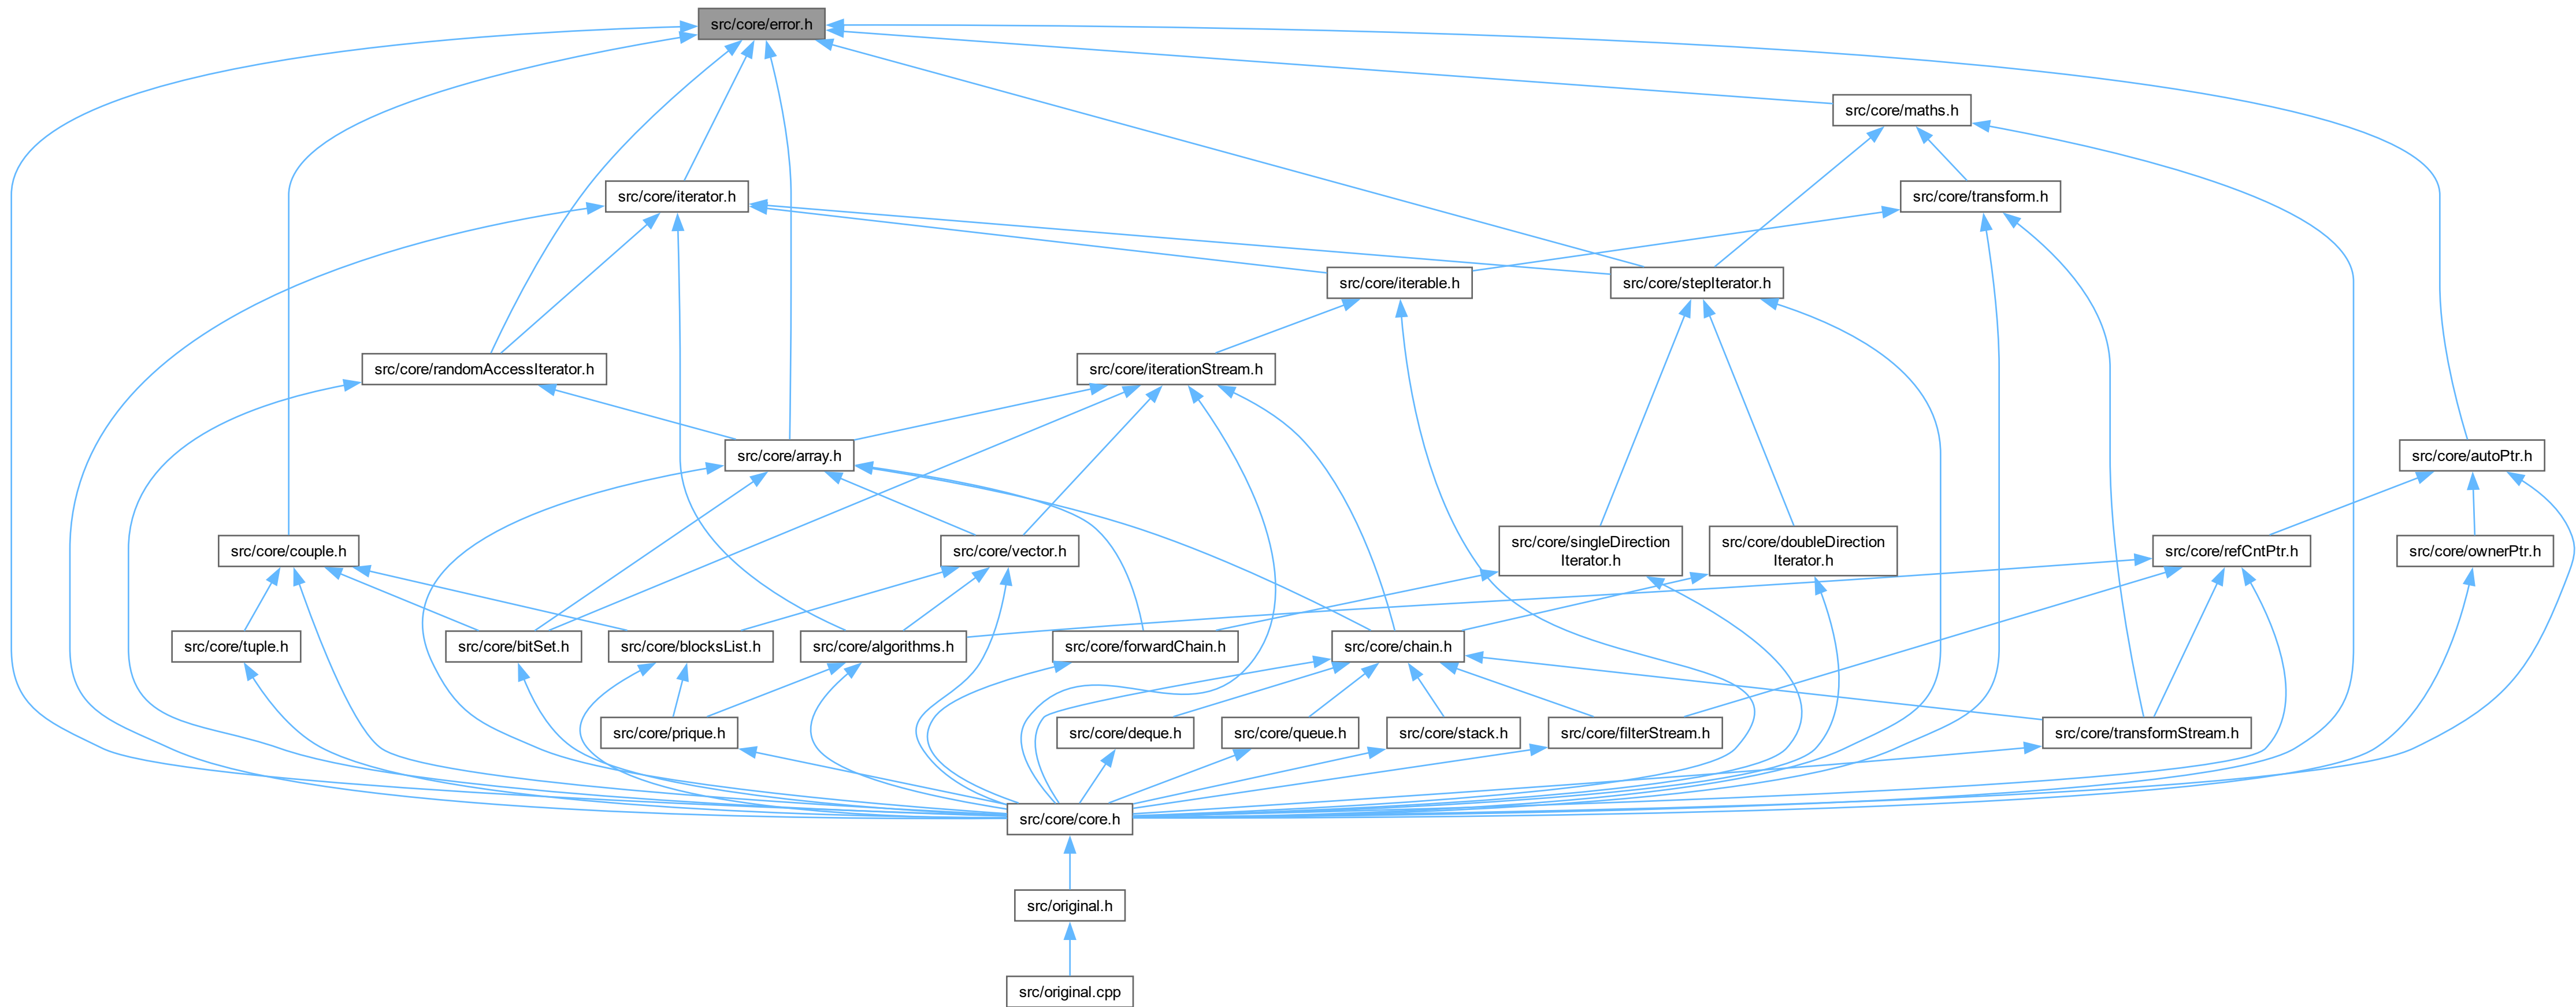 src/core/error.h
src/core/maths.h
src/core/iterator.h
src/core/transform.h
src/core/iterable.h
src/core/stepIterator.h
src/core/randomAccessIterator.h
src/core/iterationStream.h
src/core/array.h
src/core/autoPtr.h
src/core/couple.h
src/core/vector.h
src/core/singleDirection
Iterator.h
src/core/doubleDirection
Iterator.h
src/core/refCntPtr.h
src/core/ownerPtr.h
src/core/tuple.h
src/core/bitSet.h
src/core/blocksList.h
src/core/algorithms.h
src/core/forwardChain.h
src/core/chain.h
src/core/prique.h
src/core/deque.h
src/core/queue.h
src/core/stack.h
src/core/filterStream.h
src/core/transformStream.h
src/core/core.h
src/original.h
src/original.cpp